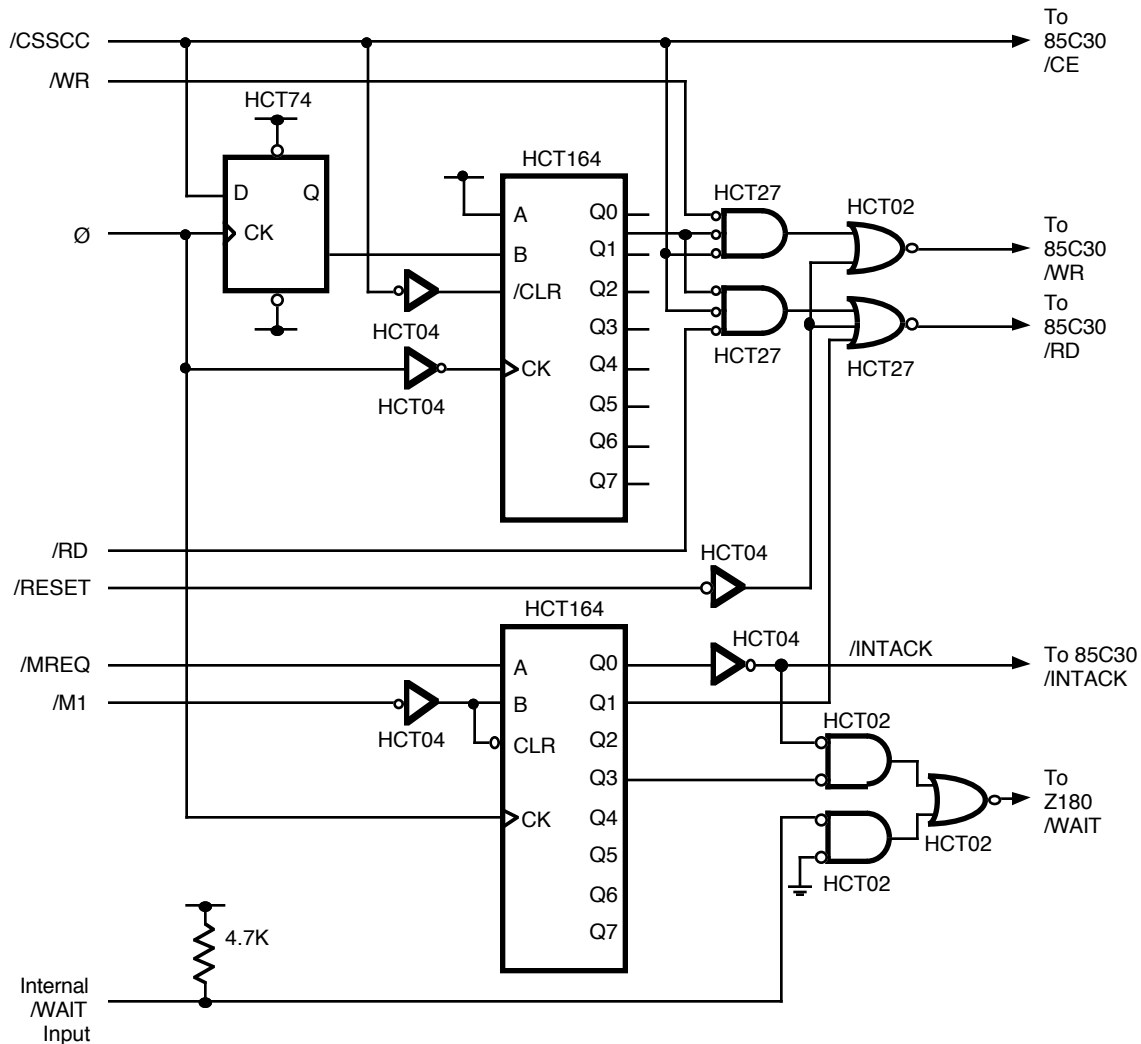 /CSSCC
To
85C30
/CE
/WR
HCT74
HCT164
D
Q
Ø
CK
A
B
/CLR
CK
Q0
Q1
Q2
Q3
Q4
Q5
Q6
Q7
HCT04
HCT04
HCT27
HCT27
HCT02
HCT27
To
85C30
/WR
To
85C30
/RD
/RD
/RESET
HCT04
HCT164
/MREQ
/M1
HCT04
A
B
CLR
CK
Q0
Q1
Q2
Q3
Q4
Q5
Q6
Q7
HCT04
/INTACK
To 85C30
/INTACK
HCT02
HCT02
HCT02
To
Z180
/WAIT
4.7K
Internal
/WAIT
Input